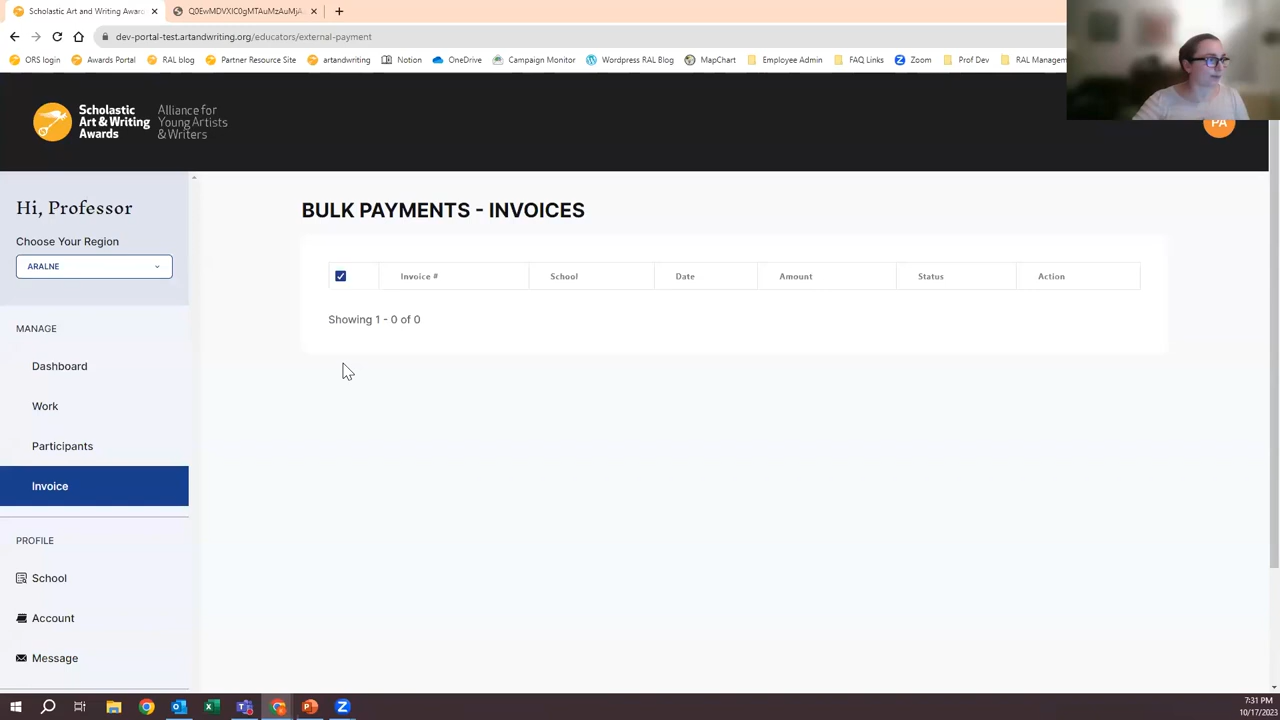 Scholastic Art and Writing Awar
Q0EwMDVXIC0gMTAuMzAuMjA
dev-portal-test.artandwriting.org/educators/external-payment
ORS login
Awards Portal
RAL blog
Partner Resource Site
artandwriting
Notion
OneDrive
Campaign Monitor
Wordpress RAL Blog
MapChart
Employee Admin
FAQ Links
Zoom
Prof Dev
RAL Managem
Scholastic
Art & Writing
Awards
Alliance for
Young Artists
& Writers
PA
Hi, Professor
Choose Your Region
ARALNE
MANAGE
Dashboard
Work
Participants
Invoice
PROFILE
School
Account
Message
BULK PAYMENTS - INVOICES
Invoice #
School
Date
Amount
Status
Action
Showing 1 - 0 of 0
7:31 PM
10/17/2023